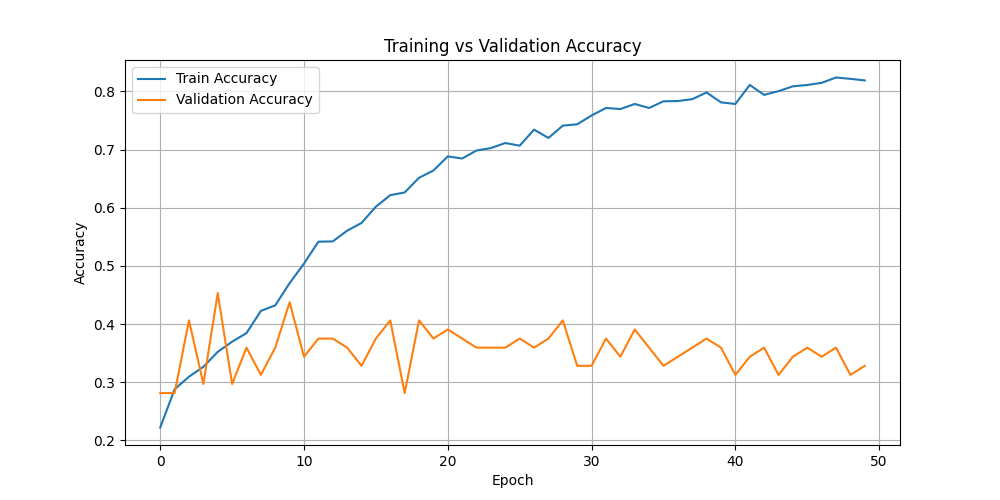 Training vs Validation Accuracy
Train Accuracy
Validation Accuracy
Accuracy
0.8
0.7
0.6
0.5
0.4
0.3
0.2
0 10 20 30 40 50
Epoch